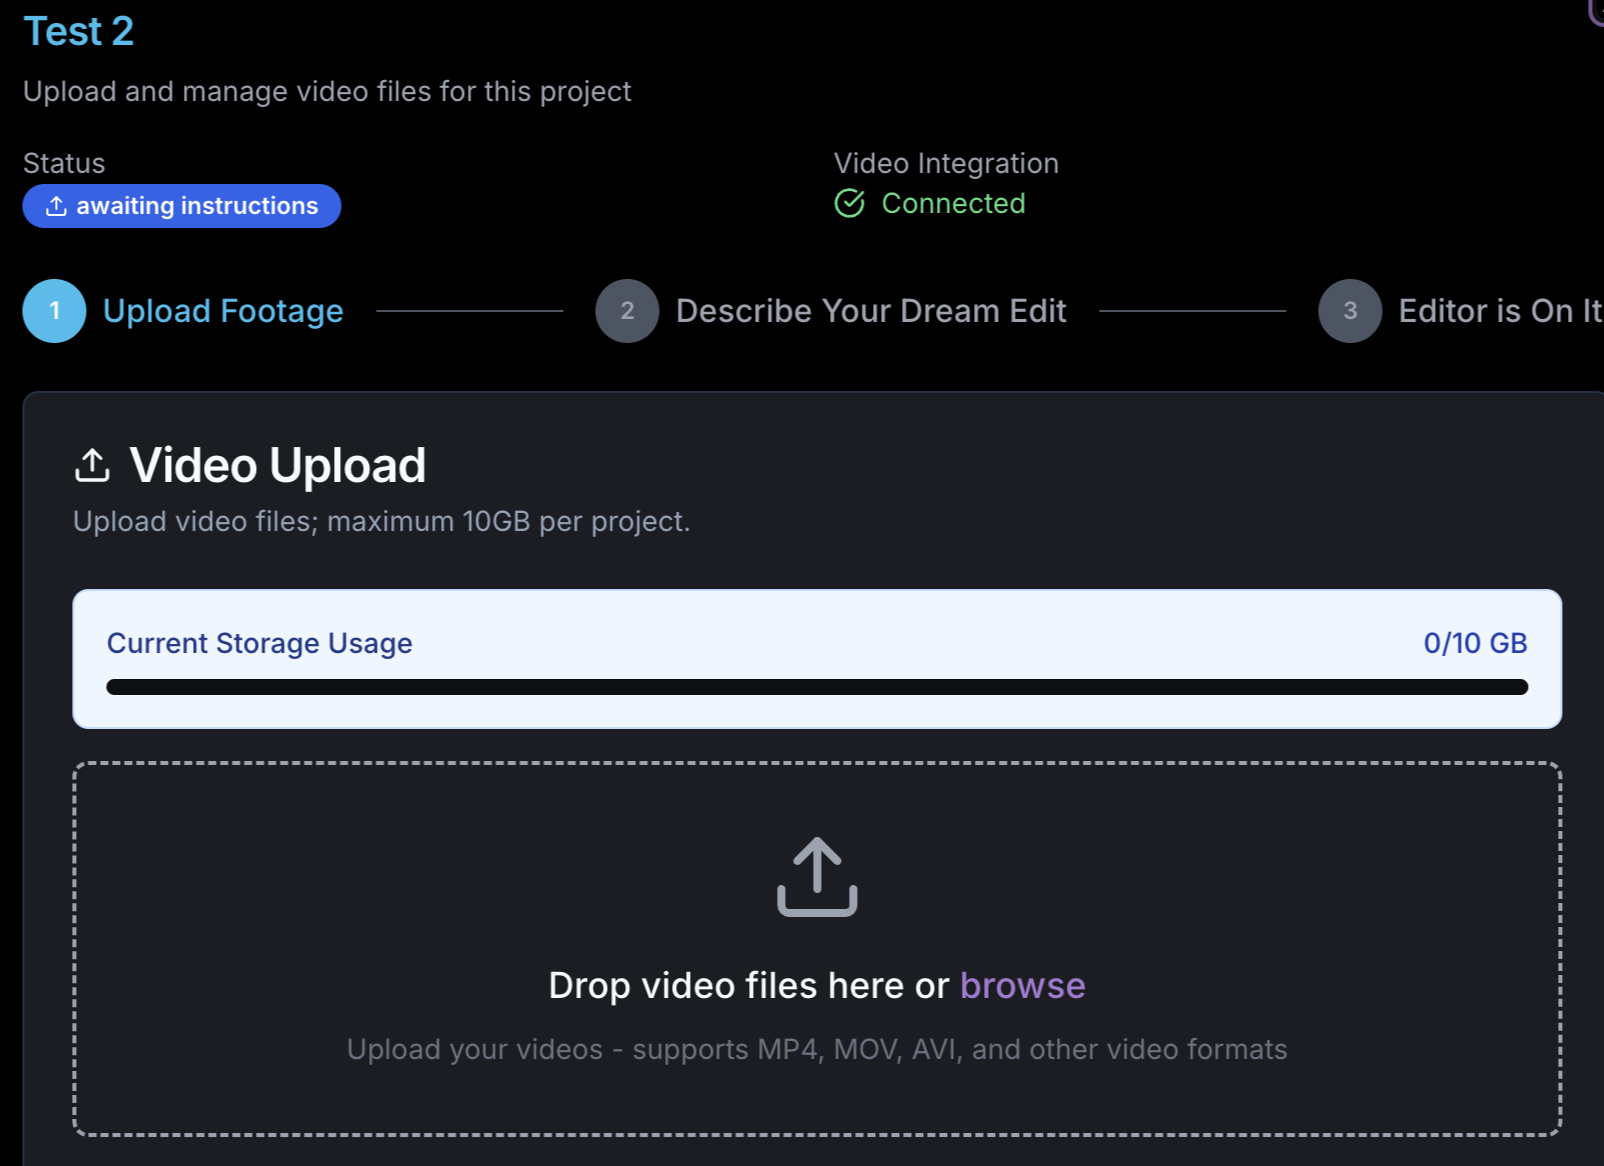 Test 2
Upload and manage video files for this project
Status
Video Integration
awaiting instructions
Connected
1 Upload Footage
2 Describe Your Dream Edit
3 Editor is On It
Video Upload
Upload video files; maximum 10GB per project.
Current Storage Usage
0/10 GB
Drop video files here or browse
Upload your videos - supports MP4, MOV, AVI, and other video formats